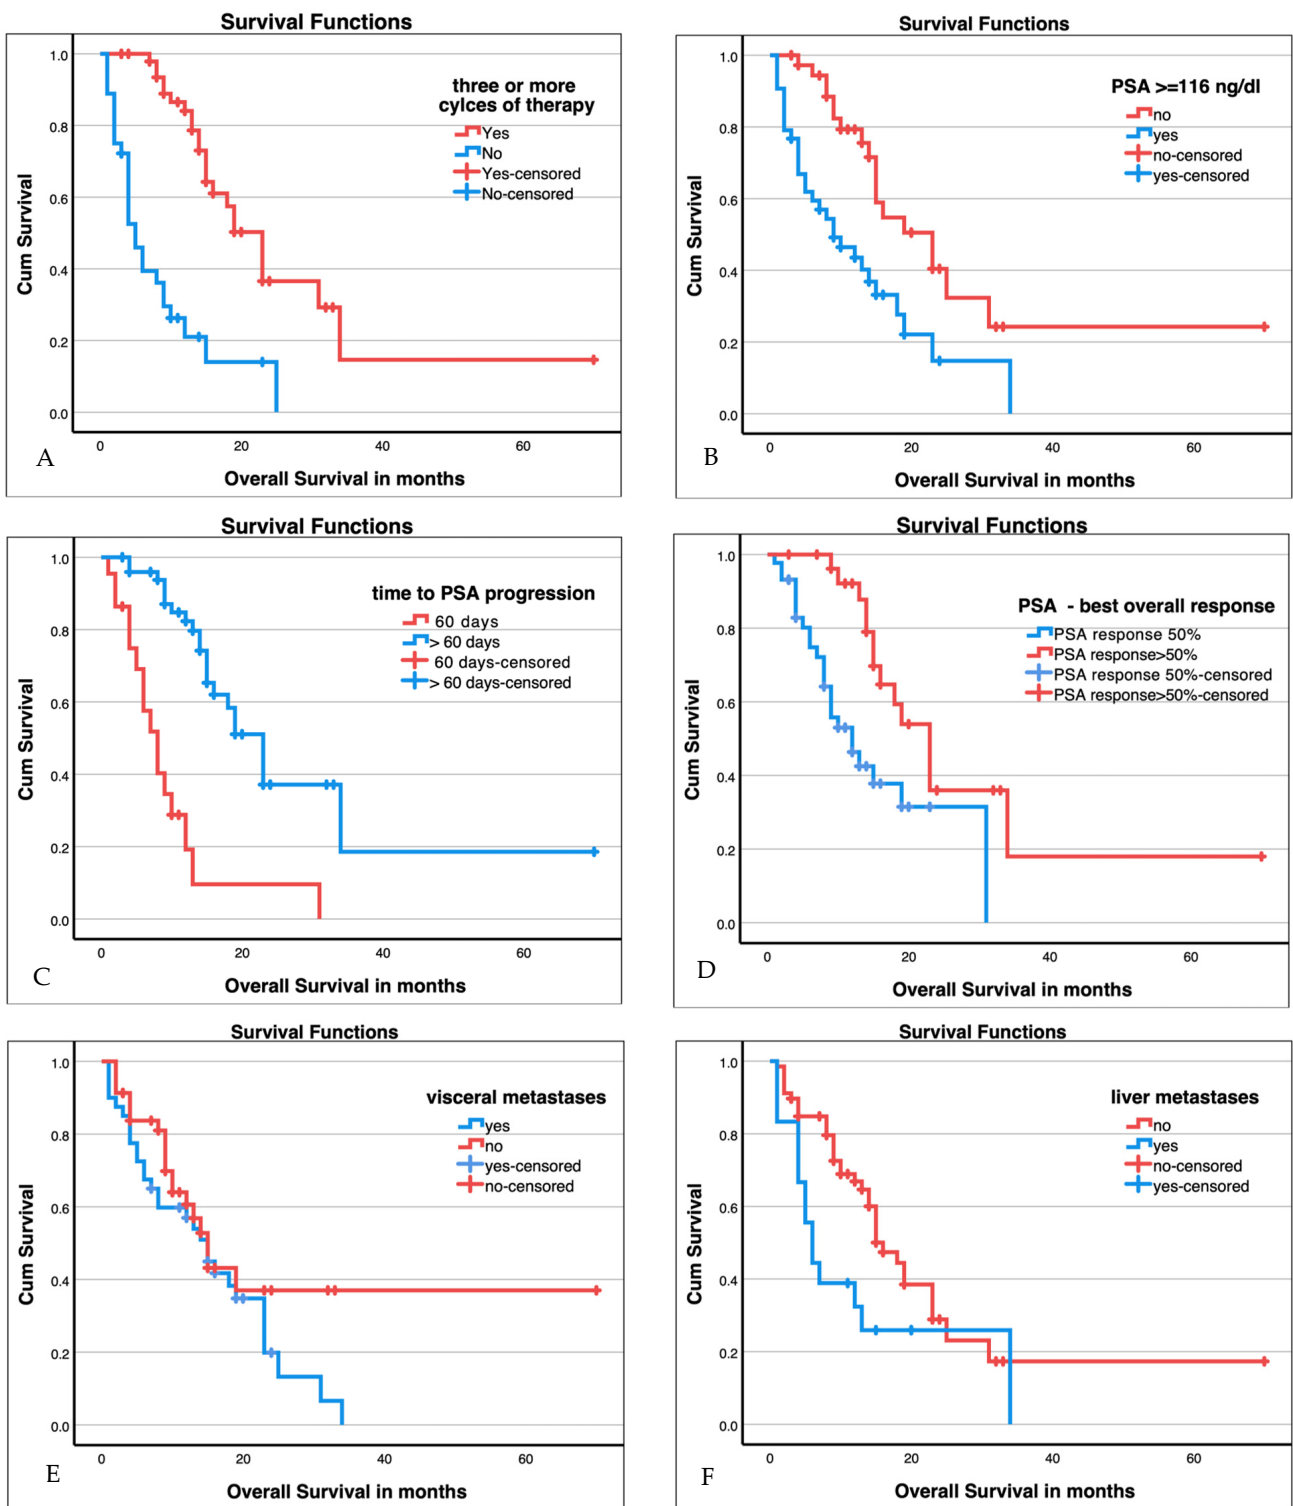 Survival Functions
three or more
cylces of therapy
Yes
No
Yes-censored
No-censored
Cum Survival
1.0
0.8
0.6
0.4
0.2
0.0
0 20 40 60
Overall Survival in months
A
Survival Functions
PSA >=116 ng/dl
no
yes
no-censored
yes-censored
Cum Survival
1.0
0.8
0.6
0.4
0.2
0.0
0 20 40 60
Overall Survival in months
B
Survival Functions
time to PSA progression
60 days
> 60 days
60 days-censored
> 60 days-censored
Cum Survival
1.0
0.8
0.6
0.4
0.2
0.0
0 20 40 60
Overall Survival in months
C
Survival Functions
PSA - best overall response
PSA response 50%
PSA response>50%
PSA response 50%-censored
PSA response>50%-censored
Cum Survival
1.0
0.8
0.6
0.4
0.2
0.0
0 20 40 60
Overall Survival in months
D
Survival Functions
visceral metastases
yes
no
yes-censored
no-censored
Cum Survival
1.0
0.8
0.6
0.4
0.2
0.0
0 20 40 60
Overall Survival in months
E
Survival Functions
liver metastases
no
yes
no-censored
yes-censored
Cum Survival
1.0
0.8
0.6
0.4
0.2
0.0
0 20 40 60
Overall Survival in months
F